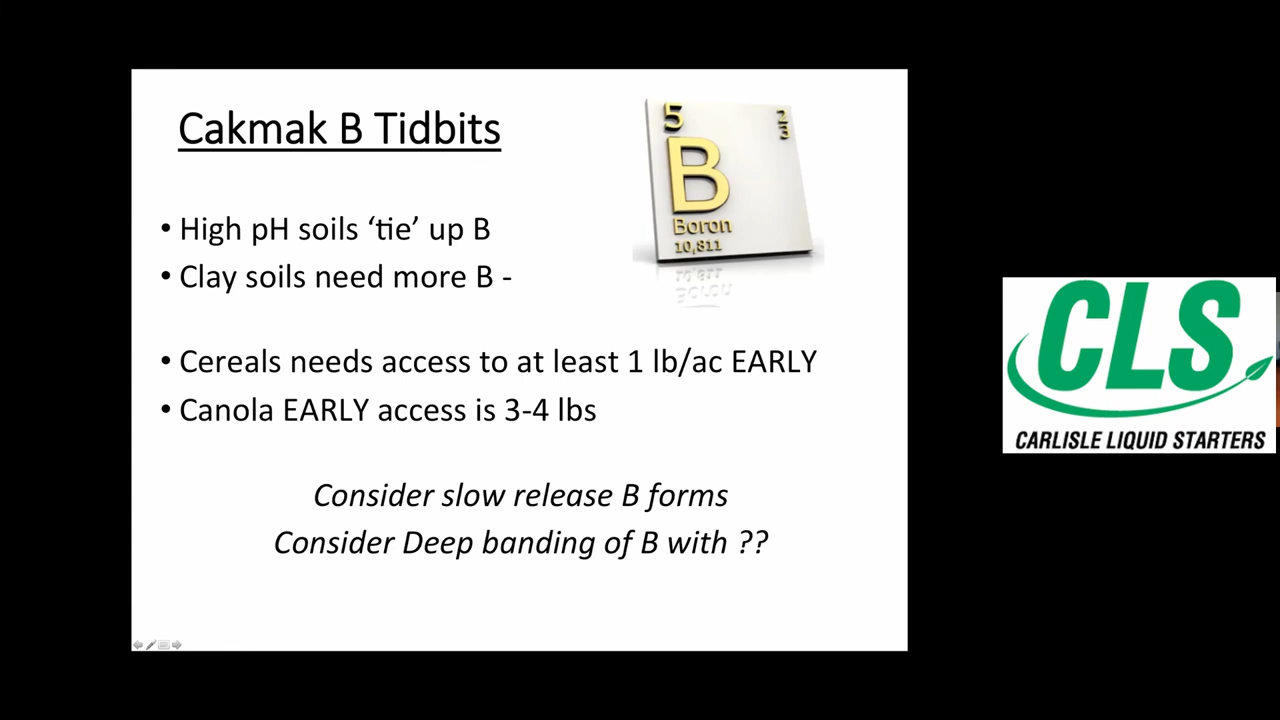 Cakmak B Tidbits
5
2
3
B
Boron
10,811
• High pH soils ‘tie’ up B
• Clay soils need more B -
• Cereals needs access to at least 1 lb/ac EARLY
• Canola EARLY access is 3-4 lbs
Consider slow release B forms
Consider Deep banding of B with ??
CLS
CARLISLE LIQUID STARTERS